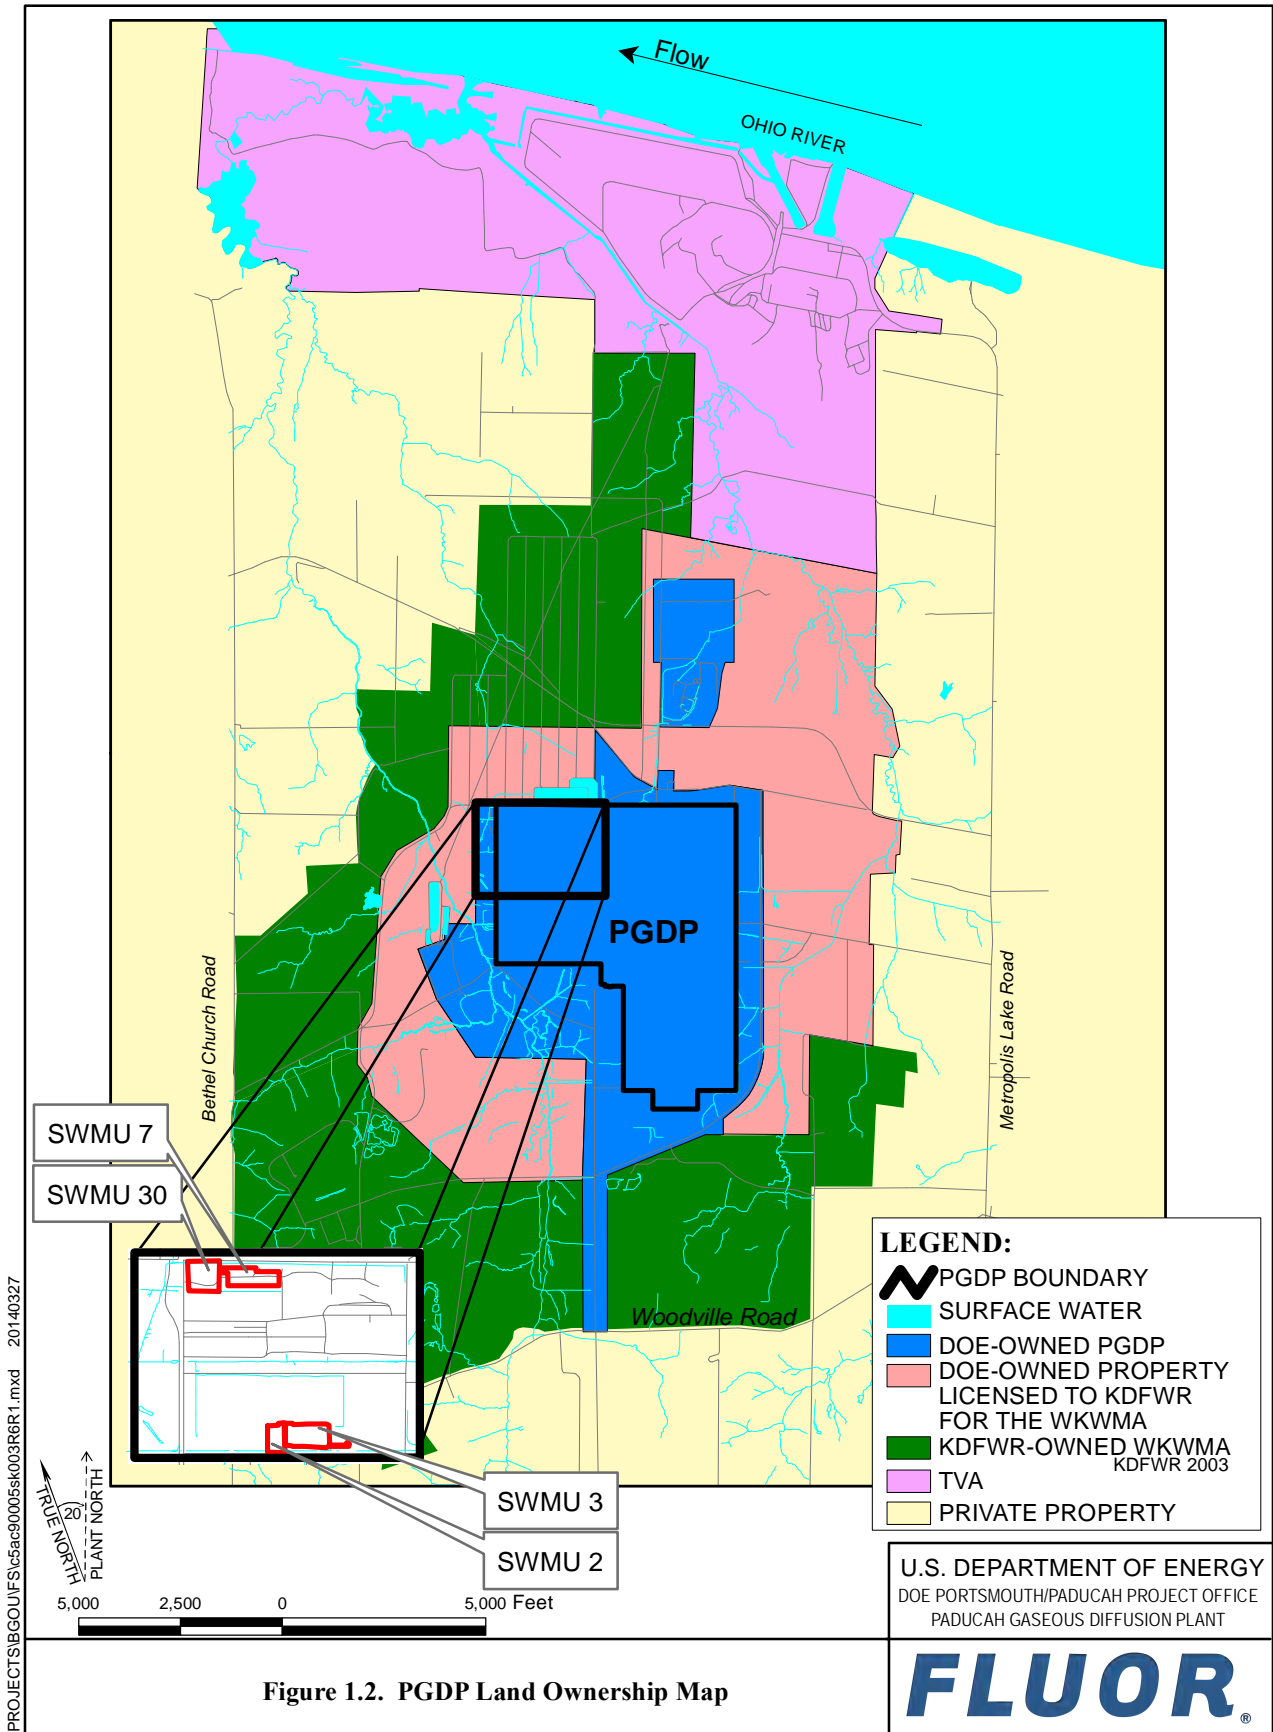 Flow
OHIO RIVER
PGDP
Bethel Church Road
Metropolis Lake Road
SWMU 7
SWMU 30
Woodville Road
LEGEND:
PGDP BOUNDARY
SURFACE WATER
DOE-OWNED PGDP
DOE-OWNED PROPERTY
LICENSED TO KDFWR
FOR THE WKWMA
KDFWR-OWNED WKWMA
KDFWR 2003
TVA
PRIVATE PROPERTY
SWMU 3
SWMU 2
TRUE NORTH
20
PLANT NORTH
5,000 2,500 0 5,000 Feet
U.S. DEPARTMENT OF ENERGY
DOE PORTSMOUTH/PADUCAH PROJECT OFFICE
PADUCAH GASEOUS DIFFUSION PLANT
Figure 1.2. PGDP Land Ownership Map
FLUOR®
PROJECTS\BGOU\FS\c5ac90005sk003R6R1.mxd 20140327